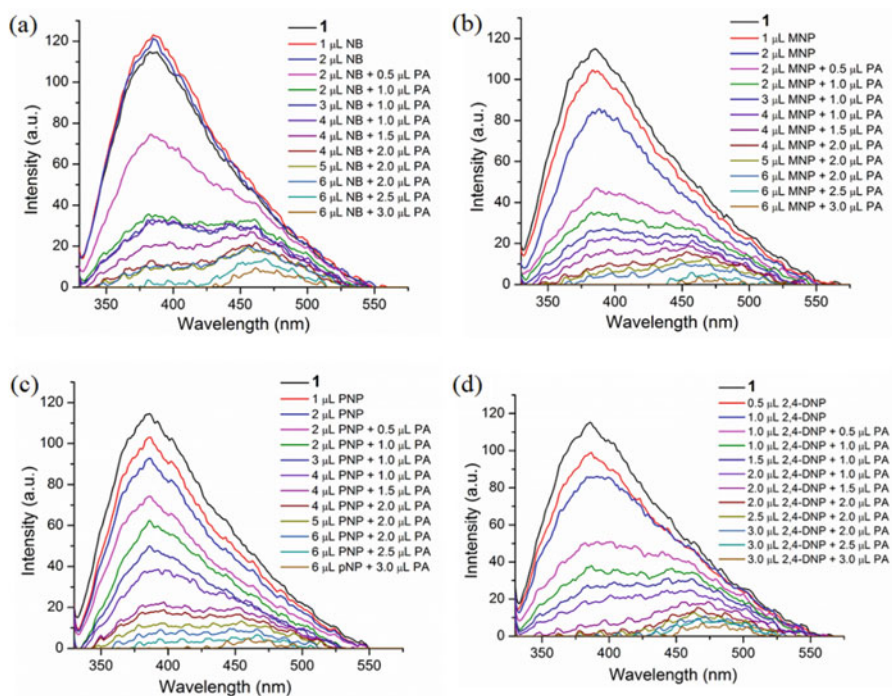 (a)
Intensity (a.u.)
120
100
80
60
40
20
0
350 400 450 500 550
Wavelength (nm)
1
1 μL NB
2 μL NB
2 μL NB + 0.5 μL PA
2 μL NB + 1.0 μL PA
3 μL NB + 1.0 μL PA
4 μL NB + 1.0 μL PA
4 μL NB + 1.5 μL PA
4 μL NB + 2.0 μL PA
5 μL NB + 2.0 μL PA
6 μL NB + 2.0 μL PA
6 μL NB + 2.5 μL PA
6 μL NB + 3.0 μL PA
(b)
Intensity (a.u.)
120
100
80
60
40
20
0
350 400 450 500 550
Wavelength (nm)
1
1 μL MNP
2 μL MNP
2 μL MNP + 0.5 μL PA
2 μL MNP + 1.0 μL PA
3 μL MNP + 1.0 μL PA
4 μL MNP + 1.0 μL PA
4 μL MNP + 1.5 μL PA
4 μL MNP + 2.0 μL PA
5 μL MNP + 2.0 μL PA
6 μL MNP + 2.0 μL PA
6 μL MNP + 2.5 μL PA
6 μL MNP + 3.0 μL PA
(c)
Intensity (a.u.)
120
100
80
60
40
20
0
350 400 450 500 550
Wavelength (nm)
1
1 μL PNP
2 μL PNP
2 μL PNP + 0.5 μL PA
2 μL PNP + 1.0 μL PA
3 μL PNP + 1.0 μL PA
4 μL PNP + 1.0 μL PA
4 μL PNP + 1.5 μL PA
4 μL PNP + 2.0 μL PA
5 μL PNP + 2.0 μL PA
6 μL PNP + 2.0 μL PA
6 μL PNP + 2.5 μL PA
6 μL pNP + 3.0 μL PA
(d)
Inntensity (a.u.)
120
100
80
60
40
20
0
350 400 450 500 550
Wavelength (nm)
1
0.5 μL 2,4-DNP
1.0 μL 2,4-DNP
1.0 μL 2,4-DNP + 0.5 μL PA
1.0 μL 2,4-DNP + 1.0 μL PA
1.5 μL 2,4-DNP + 1.0 μL PA
2.0 μL 2,4-DNP + 1.0 μL PA
2.0 μL 2,4-DNP + 1.5 μL PA
2.0 μL 2,4-DNP + 2.0 μL PA
2.5 μL 2,4-DNP + 2.0 μL PA
3.0 μL 2,4-DNP + 2.0 μL PA
3.0 μL 2,4-DNP + 2.5 μL PA
3.0 μL 2,4-DNP + 3.0 μL PA